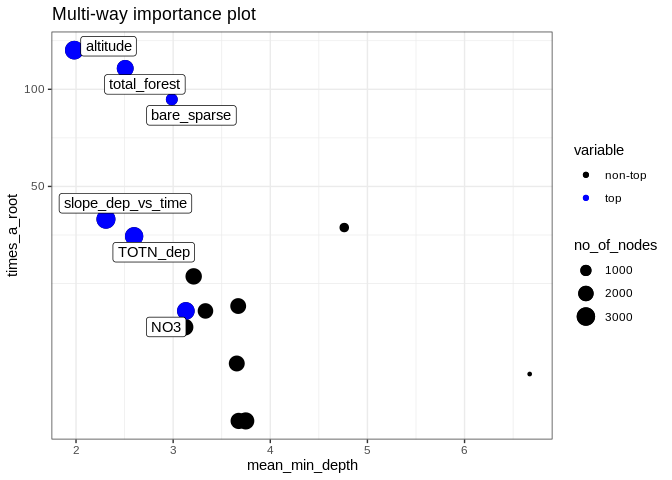 Multi-way importance plot
altitude
total_forest
bare_sparse
slope_dep_vs_time
TOTN_dep
NO3
100
50
times_a_root
2 3 4 5 6
mean_min_depth
variable
non-top
top
no_of_nodes
1000
2000
3000